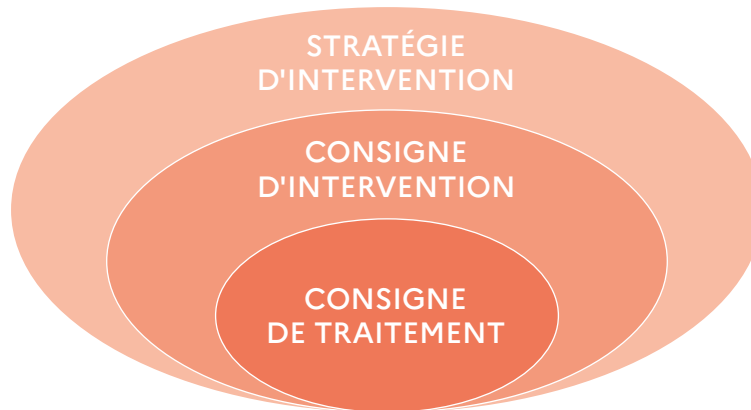 STRATÉGIE
D'INTERVENTION
CONSIGNE
D'INTERVENTION
CONSIGNE
DE TRAITEMENT